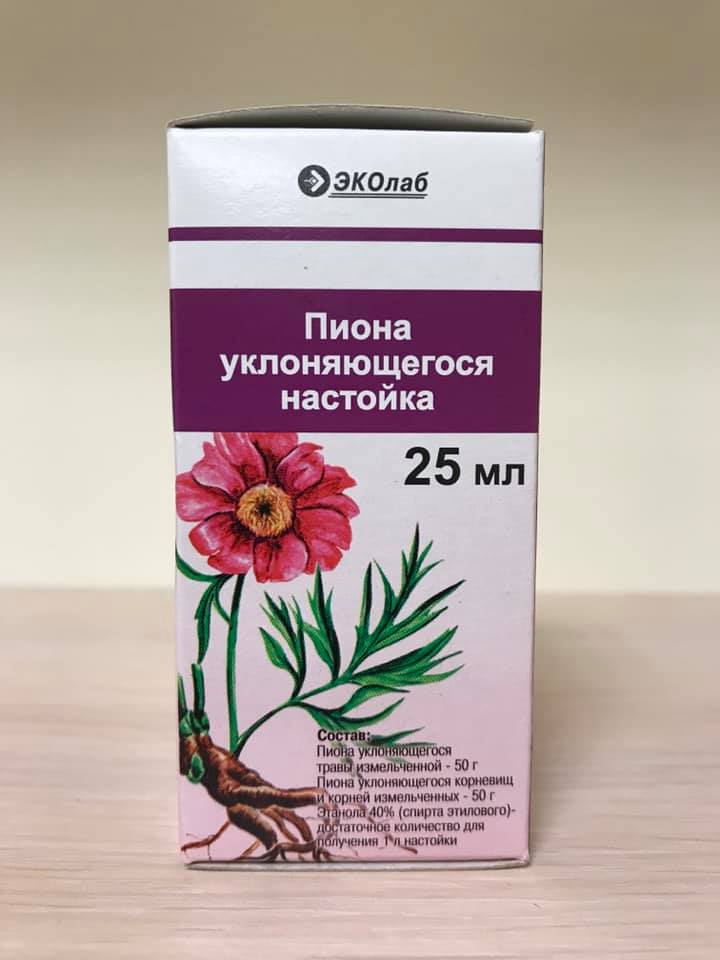 ЭКОлаб
Пиона
уклоняющегося
настойка
25 мл
Состав:
Пиона уклоняющегося
травы измельченной - 50 г
Пиона уклоняющегося корневищ
и корней измельченных - 50 г
Этанола 40% (спирта этилового)-
достаточное количество для
получения 1 л настойки